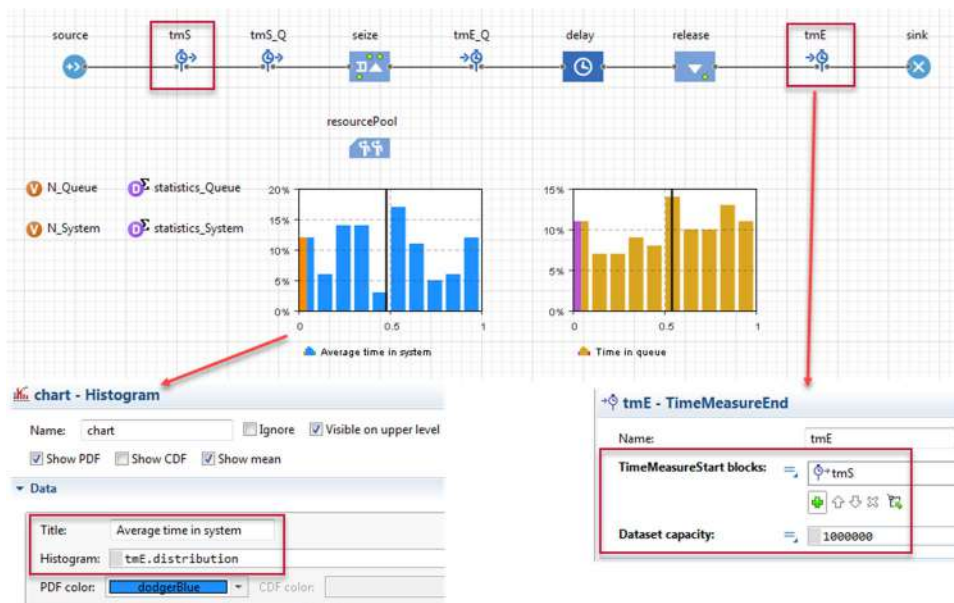 source tmS tmS_Q seize tmE_Q delay release tmE sink
resourcePool
N_Queue statistics_Queue
N_System statistics_System
20%
15%
10%
5%
0%
0 0.5 1
Average time in system
15%
10%
5%
0%
0 0.5 1
Time in queue
chart - Histogram
Name: chart Ignore Visible on upper level
Show PDF Show CDF Show mean
Data
Title: Average time in system
Histogram: tmE.distribution
PDF color: dodgerBlue CDF color:
tmE - TimeMeasureEnd
Name: tmE
TimeMeasureStart blocks: tmS
Dataset capacity: 1000000